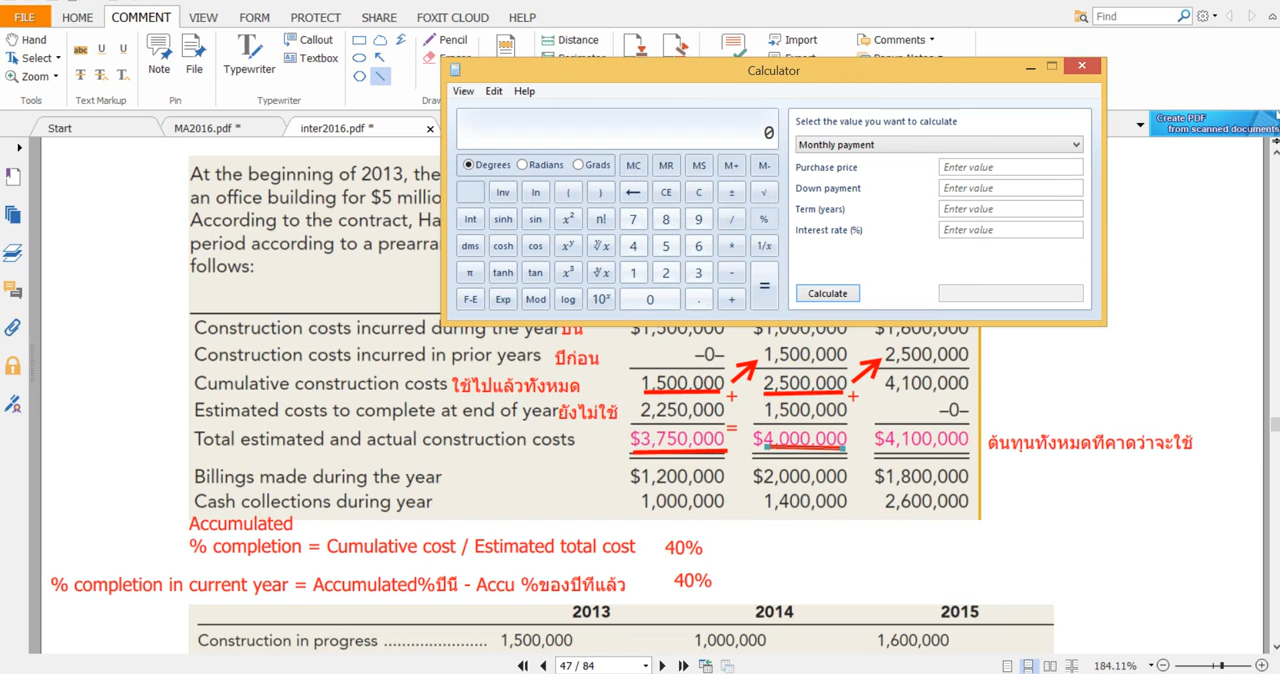 FILE HOME COMMENT VIEW FORM PROTECT SHARE FOXIT CLOUD HELP Find
Hand
Select
Zoom
Tools
Text Markup
Note
File
Pin
Typewriter
Callout
Textbox
Typewriter
Pencil
Distance
Import
Comments
Start
MA2016.pdf *
inter2016.pdf *
Create PDF
from scanned documents
Calculator
View Edit Help
0
Degrees Radians Grads MC MR MS M+ M-
Inv ln ( ) ← CE C ± √
Int sinh sin x² n! 7 8 9 / %
dms cosh cos xʸ ʸ√x 4 5 6 * 1/x
π tanh tan x³ ³√x 1 2 3 - =
F-E Exp Mod log 10ˣ 0 . +
Select the value you want to calculate
Monthly payment
Purchase price Enter value
Down payment Enter value
Term (years) Enter value
Interest rate (%) Enter value
Calculate
At the beginning of 2013, the
an office building for $5 millio
According to the contract, Ha
period according to a prearra
follows:
Construction costs incurred during the year ปีนี้ $1,500,000 $1,000,000 $1,600,000
Construction costs incurred in prior years ปีก่อน –0– 1,500,000 2,500,000
Cumulative construction costs ใช้ไปแล้วทั้งหมด 1,500,000 + 2,500,000 + 4,100,000
Estimated costs to complete at end of year ยังไม่ใช้ 2,250,000 1,500,000 –0–
Total estimated and actual construction costs $3,750,000 = $4,000,000 $4,100,000 ต้นทุนทั้งหมดที่คาดว่าจะใช้
Billings made during the year $1,200,000 $2,000,000 $1,800,000
Cash collections during year 1,000,000 1,400,000 2,600,000
Accumulated
% completion = Cumulative cost / Estimated total cost 40%
% completion in current year = Accumulated%ปีนี้ - Accu %ของปีที่แล้ว 40%
2013 2014 2015
Construction in progress ...................... 1,500,000 1,000,000 1,600,000
47 / 84
184.11%